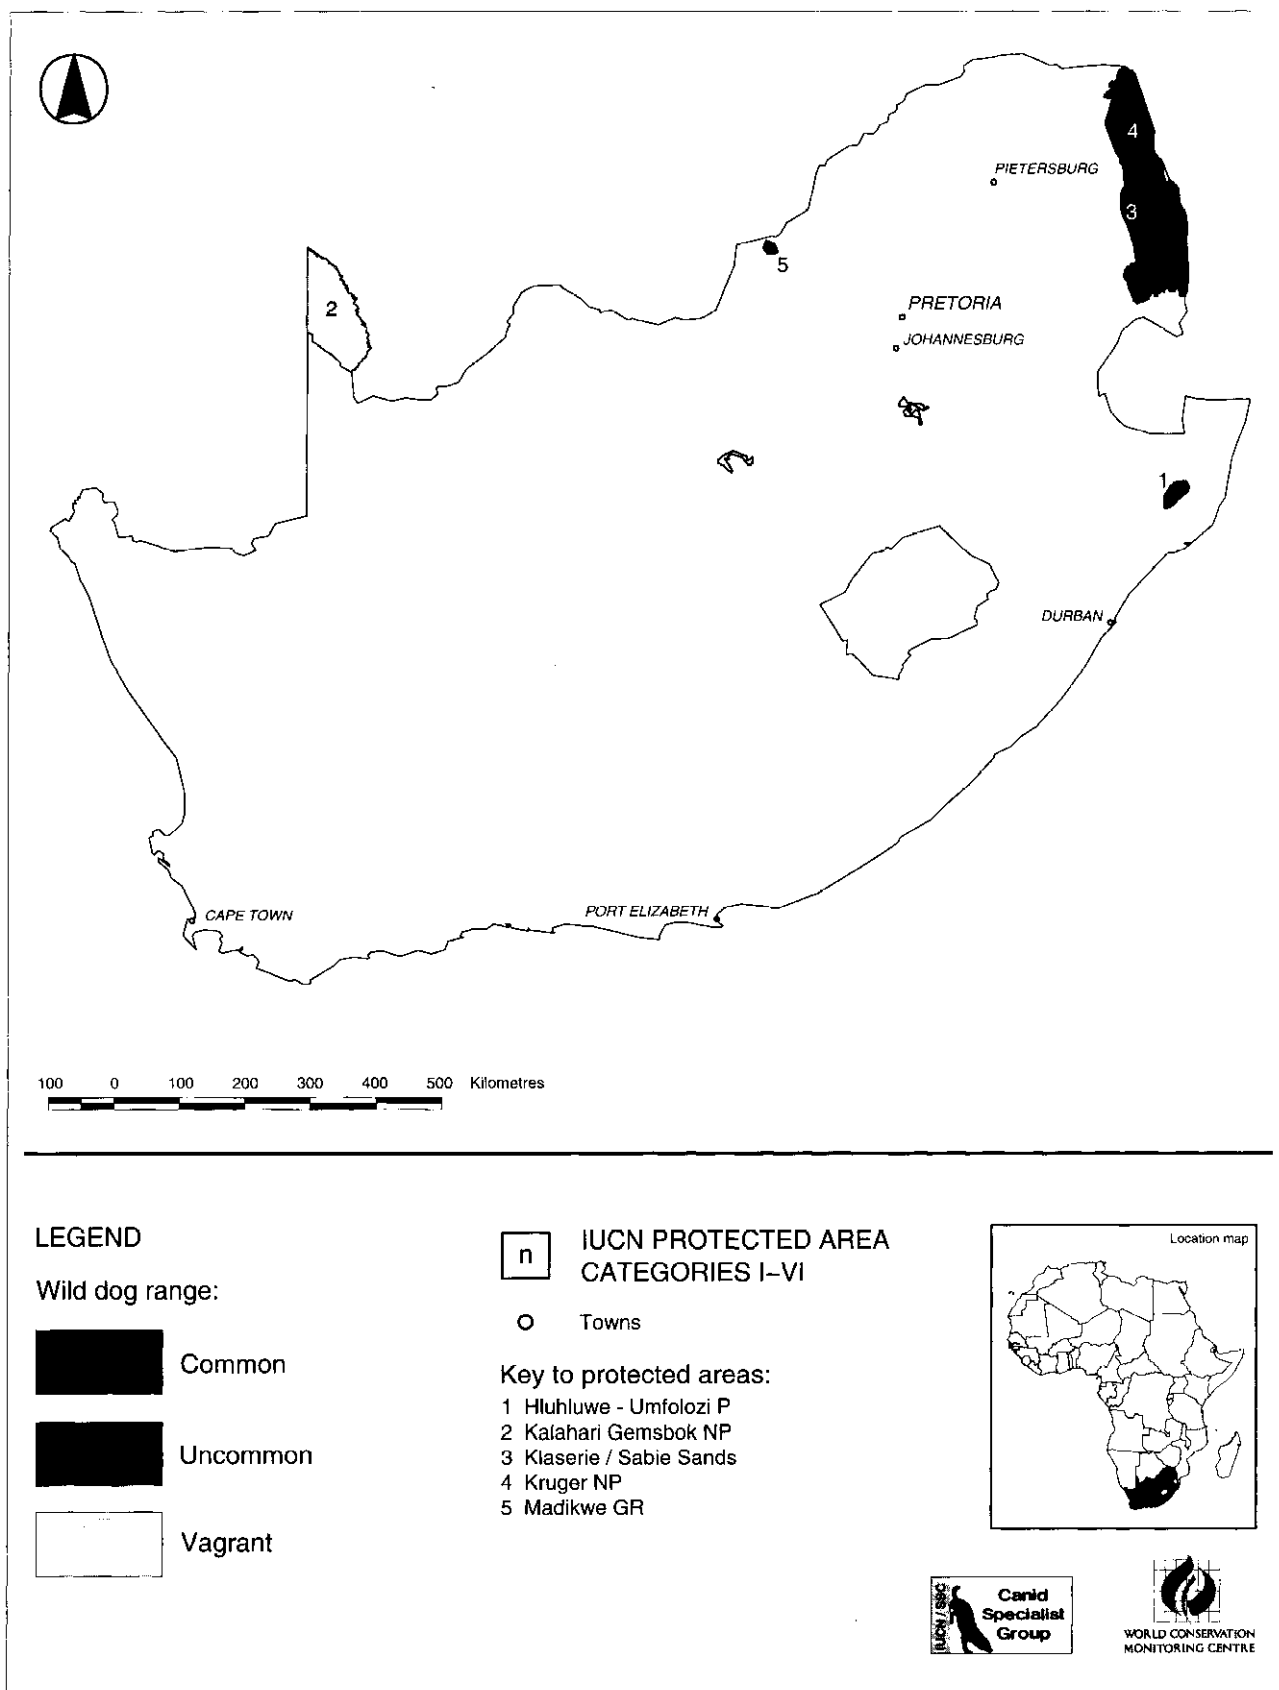 4
PIETERSBURG
3
5
2
PRETORIA
JOHANNESBURG
1
DURBAN
CAPE TOWN
PORT ELIZABETH
100 0 100 200 300 400 500 Kilometres
LEGEND
Wild dog range:
Common
Uncommon
Vagrant
n
IUCN PROTECTED AREA
CATEGORIES I–VI
Towns
Key to protected areas:
1 Hluhluwe - Umfolozi P
2 Kalahari Gemsbok NP
3 Klaserie / Sabie Sands
4 Kruger NP
5 Madikwe GR
Location map
IUCN / SSC
Canid
Specialist
Group
WORLD CONSERVATION
MONITORING CENTRE